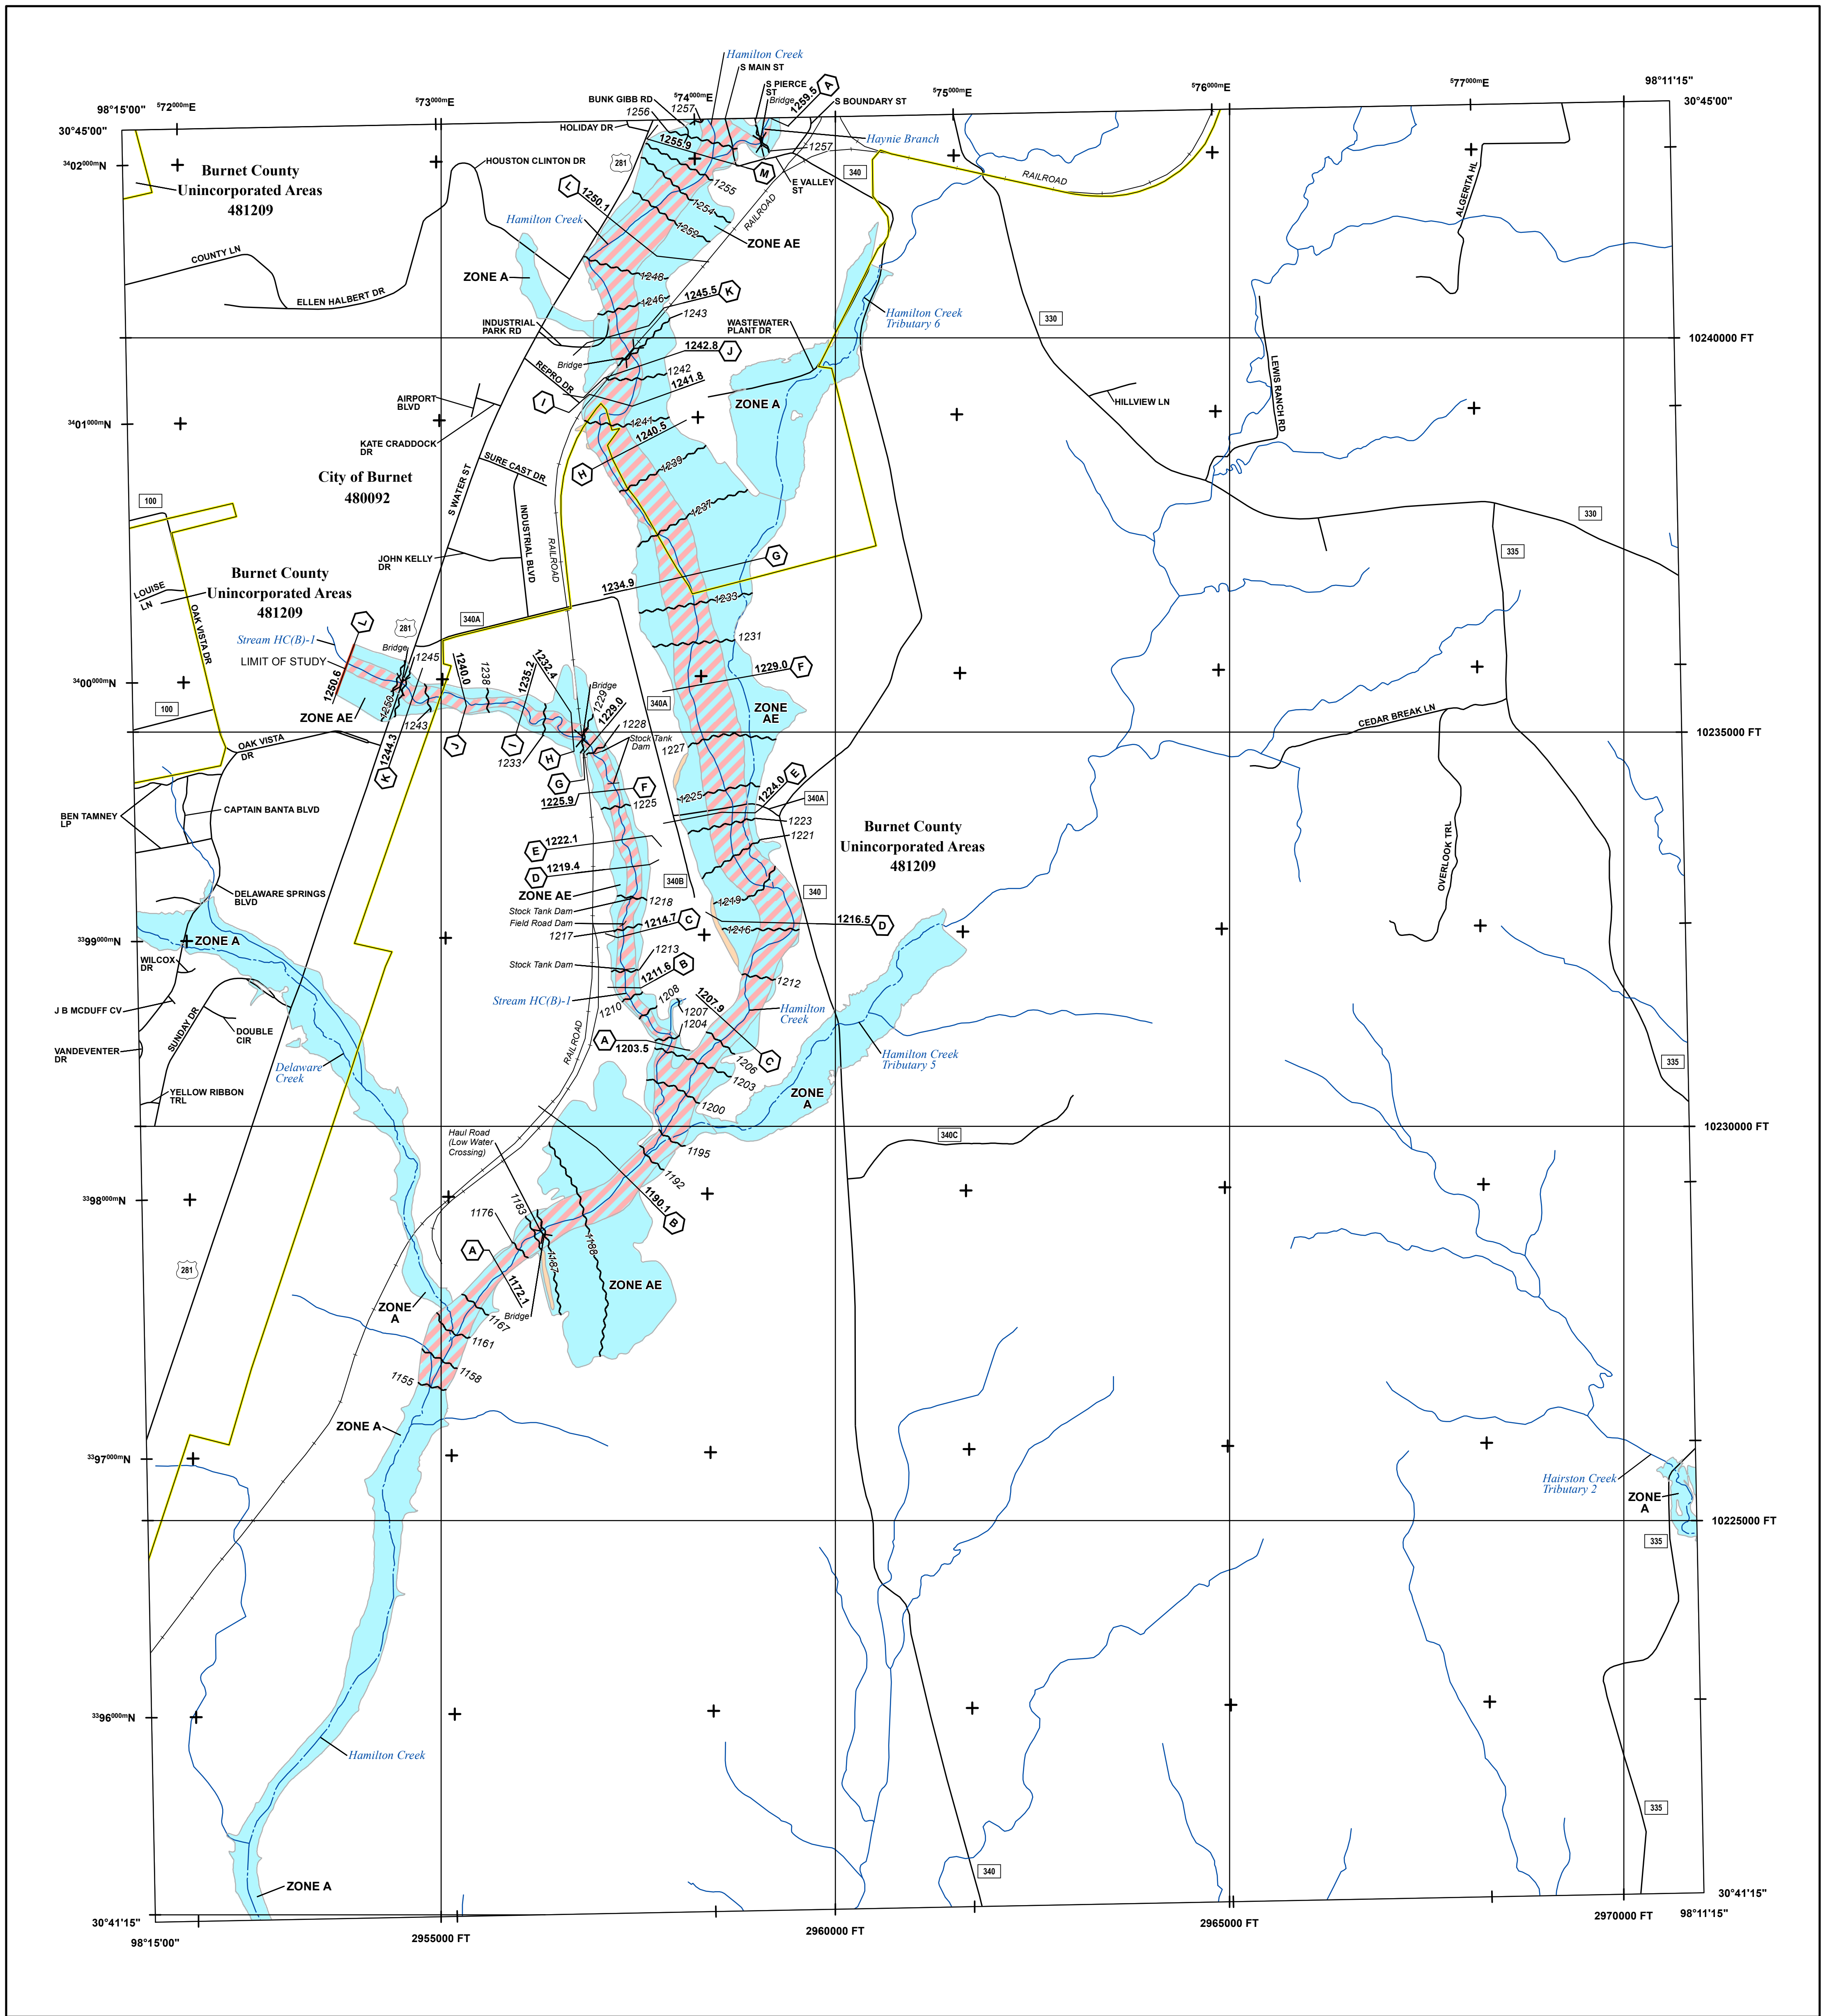 Hamilton Creek
S MAIN ST
S PIERCE
ST
Bridge
1259.5
A
S BOUNDARY ST
BUNK GIBB RD
1257
1256
HOLIDAY DR
1255.9
Haynie Branch
1257
M
E VALLEY
ST
340
RAILROAD
98°15'00"
572000mE
573000mE
574000mE
575000mE
576000mE
577000mE
98°11'15"
30°45'00"
30°45'00"
3402000mN
Burnet County
Unincorporated Areas
481209
HOUSTON CLINTON DR
281
L
1250.1
Hamilton Creek
1255
1254
1252
RAILROAD
ZONE AE
COUNTY LN
ELLEN HALBERT DR
ZONE A
1248
1246
1245.5
K
1243
INDUSTRIAL
PARK RD
Bridge
REPRO DR
WASTEWATER
PLANT DR
Hamilton Creek
Tributary 6
330
ALGERITA HL
10240000 FT
1242.8
J
1242
1241.8
I
AIRPORT
BLVD
ZONE A
HILLVIEW LN
LEWIS RANCH RD
3401000mN
KATE CRADDOCK
DR
1241
1240.5
H
City of Burnet
480092
S WATER ST
SURE CAST DR
INDUSTRIAL BLVD
RAILROAD
1239
1237
100
330
335
JOHN KELLY
DR
G
1234.9
Burnet County
Unincorporated Areas
481209
LOUISE
LN
OAK VISTA DR
340A
1233
1231
Stream HC(B)-1
L
281
Bridge
1245
LIMIT OF STUDY
1250.6
1250
1243
ZONE AE
1240.0
J
1238
1235.2
I
1233
1232.4
H
Bridge
1229
1229.0
G
1228
Stock Tank
Dam
340A
1229.0
F
ZONE
AE
3400000mN
100
OAK VISTA
DR
1244.3
K
1227
CEDAR BREAK LN
10235000 FT
1225.9
F
1225
1225
1224.0
E
340A
1223
1221
BEN TAMNEY
LP
CAPTAIN BANTA BLVD
E
1222.1
D
1219.4
ZONE AE
340B
Burnet County
Unincorporated Areas
481209
OVERLOOK TRL
DELAWARE SPRINGS
BLVD
1218
Stock Tank Dam
Field Road Dam
1217
1214.7
C
1219
1216
340
1216.5
D
3399000mN
ZONE A
WILCOX
DR
Stock Tank Dam
1213
1211.6
B
1212
J B MCDUFF CV
SUNDAY DR
DOUBLE
CIR
Stream HC(B)-1
1210
1208
1207
1204
1207.9
C
Hamilton
Creek
VANDEVENTER
DR
Delaware
Creek
RAILROAD
A
1203.5
1206
1203
Hamilton Creek
Tributary 5
ZONE
A
335
YELLOW RIBBON
TRL
1200
10230000 FT
Haul Road
(Low Water
Crossing)
1195
1192
340C
3398000mN
1190.1
B
1183
1176
1188
1187
A
1172.1
Bridge
ZONE AE
281
ZONE
A
1167
1161
1158
1155
ZONE A
3397000mN
Hairston Creek
Tributary 2
ZONE
A
10225000 FT
335
3396000mN
Hamilton Creek
335
ZONE A
340
30°41'15"
98°15'00"
2955000 FT
2960000 FT
2965000 FT
2970000 FT
30°41'15"
98°11'15"